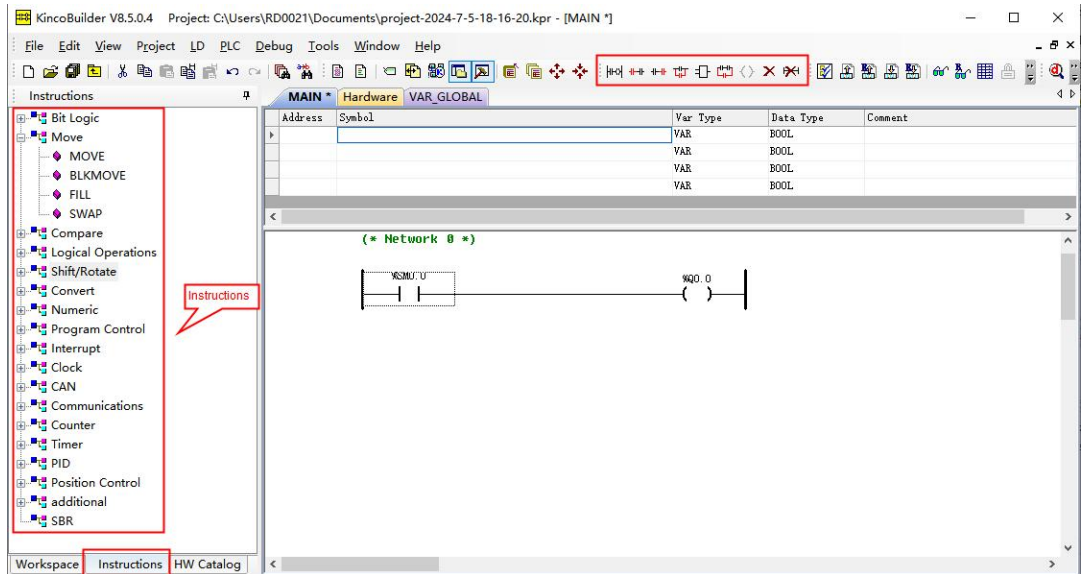 KincoBuilder V8.5.0.4 Project: C:\Users\RD0021\Documents\project-2024-7-5-18-16-20.kpr - [MAIN *]
File Edit View Project LD PLC Debug Tools Window Help
Instructions
MAIN * Hardware VAR_GLOBAL
Address Symbol Var Type Data Type Comment
VAR BOOL
VAR BOOL
VAR BOOL
VAR BOOL
Bit Logic
Move
MOVE
BLKMOVE
FILL
SWAP
Compare
Logical Operations
Shift/Rotate
Convert
Numeric
Program Control
Interrupt
Clock
CAN
Communications
Counter
Timer
PID
Position Control
additional
SBR
Instructions
(* Network 0 *)
%SM0.0 %Q0.0
Workspace Instructions HW Catalog